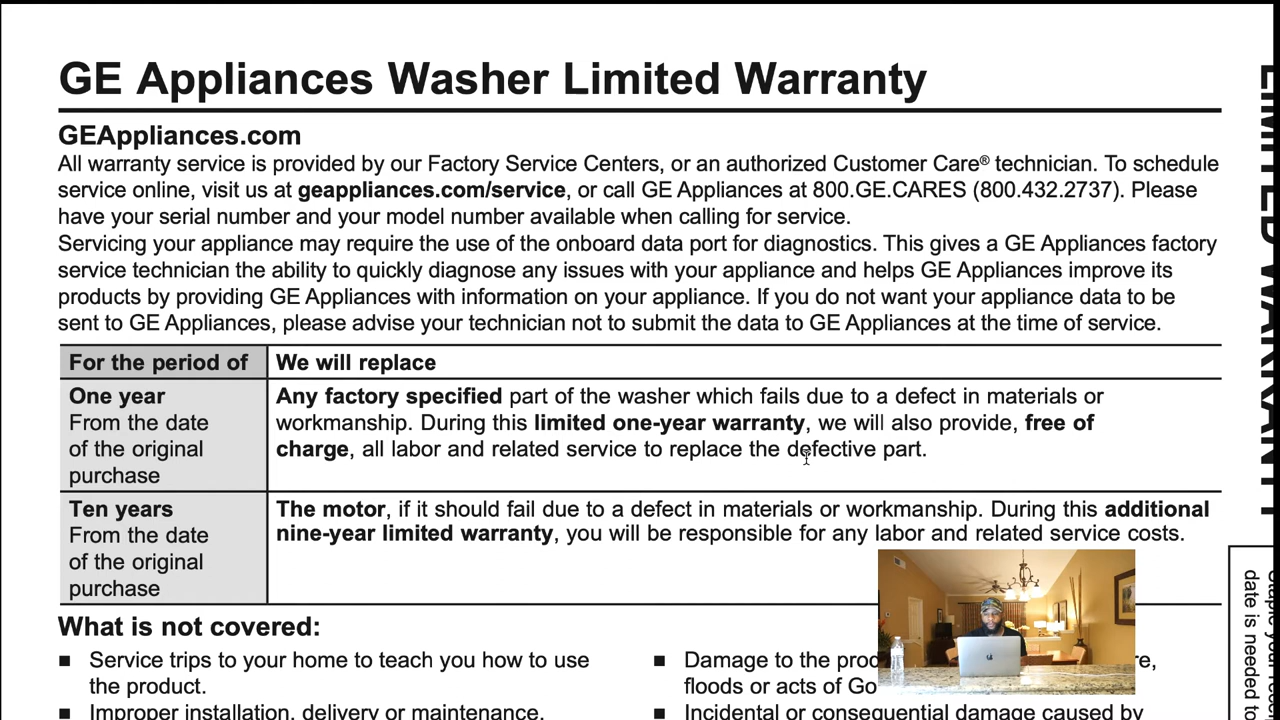 GE Appliances Washer Limited Warranty
GEAppliances.com
All warranty service is provided by our Factory Service Centers, or an authorized Customer Care® technician. To schedule
service online, visit us at geappliances.com/service, or call GE Appliances at 800.GE.CARES (800.432.2737). Please
have your serial number and your model number available when calling for service.
Servicing your appliance may require the use of the onboard data port for diagnostics. This gives a GE Appliances factory
service technician the ability to quickly diagnose any issues with your appliance and helps GE Appliances improve its
products by providing GE Appliances with information on your appliance. If you do not want your appliance data to be
sent to GE Appliances, please advise your technician not to submit the data to GE Appliances at the time of service.
For the period of We will replace
One year
From the date
of the original
purchase
Any factory specified part of the washer which fails due to a defect in materials or
workmanship. During this limited one-year warranty, we will also provide, free of
charge, all labor and related service to replace the defective part.
Ten years
From the date
of the original
purchase
The motor, if it should fail due to a defect in materials or workmanship. During this additional
nine-year limited warranty, you will be responsible for any labor and related service costs.
What is not covered:
■ Service trips to your home to teach you how to use
the product.
■ Improper installation, delivery or maintenance.
■ Damage to the
floods or acts of
■ Incidental or consequential damage caused by
LIMITED WARRANTY
date is needed to